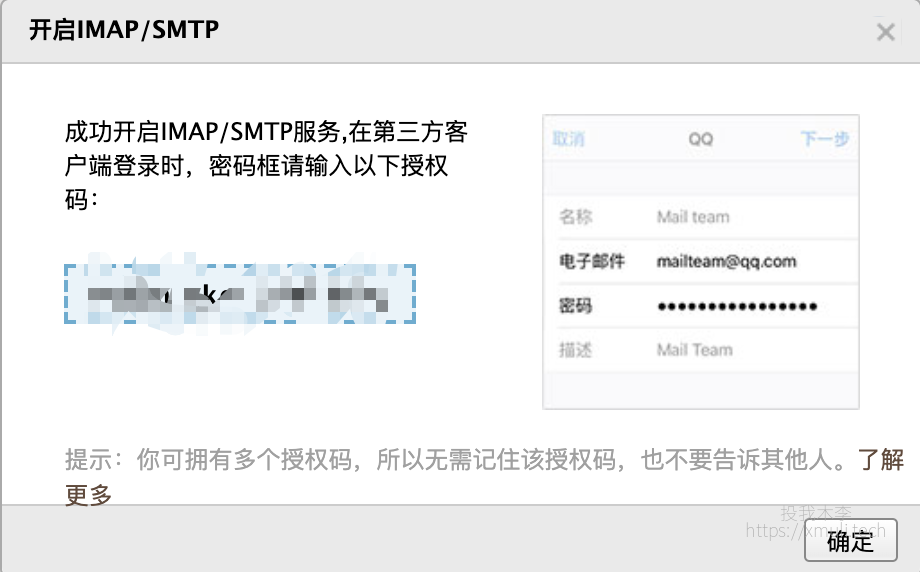 开启IMAP/SMTP
成功开启IMAP/SMTP服务,在第三方客
户端登录时，密码框请输入以下授权
码：
取消 QQ 下一步
名称 Mail team
电子邮件 mailteam@qq.com
密码 ●●●●●●●●●●●●●●●●
描述 Mail Team
提示：你可拥有多个授权码，所以无需记住该授权码，也不要告诉其他人。了解
更多
投我木李
https://xmuli.tech
确定